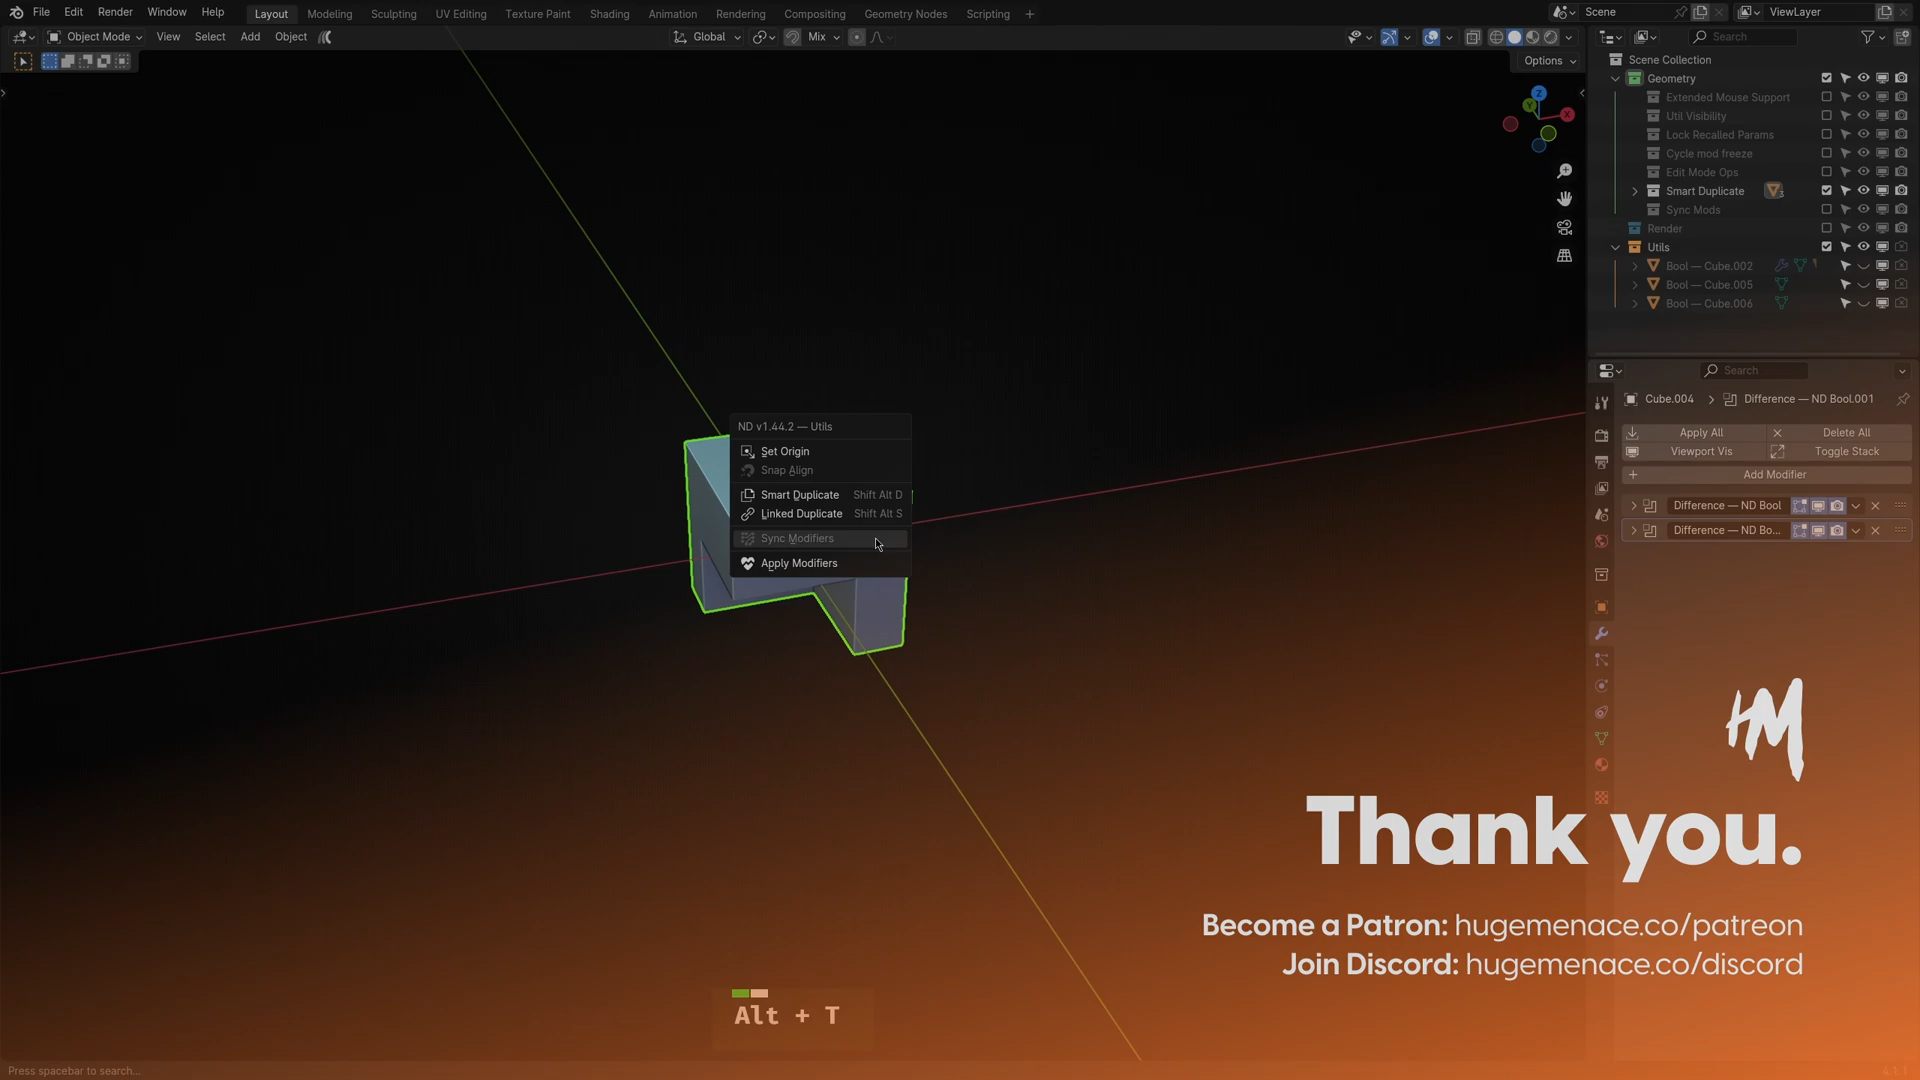 File Edit Render Window Help Layout Modeling Sculpting UV Editing Texture Paint Shading Animation Rendering Compositing Geometry Nodes Scripting + Scene ViewLayer
Object Mode View Select Add Object Global Mix Search
Options
Scene Collection
Geometry
Extended Mouse Support
Util Visibility
Lock Recalled Params
Cycle mod freeze
Edit Mode Ops
Smart Duplicate 3
Sync Mods
Render
Utils
Bool — Cube.002
Bool — Cube.005
Bool — Cube.006
Z
Y
X
Search
Cube.004 > Difference — ND Bool.001
Apply All Delete All
Viewport Vis Toggle Stack
Add Modifier
Difference — ND Bool
Difference — ND Bo...
ND v1.44.2 — Utils
Set Origin
Snap Align
Smart Duplicate Shift Alt D
Linked Duplicate Shift Alt S
Sync Modifiers
Apply Modifiers
HM
Thank you.
Become a Patron: hugemenace.co/patreon
Join Discord: hugemenace.co/discord
Alt + T
Press spacebar to search...
4.1.1